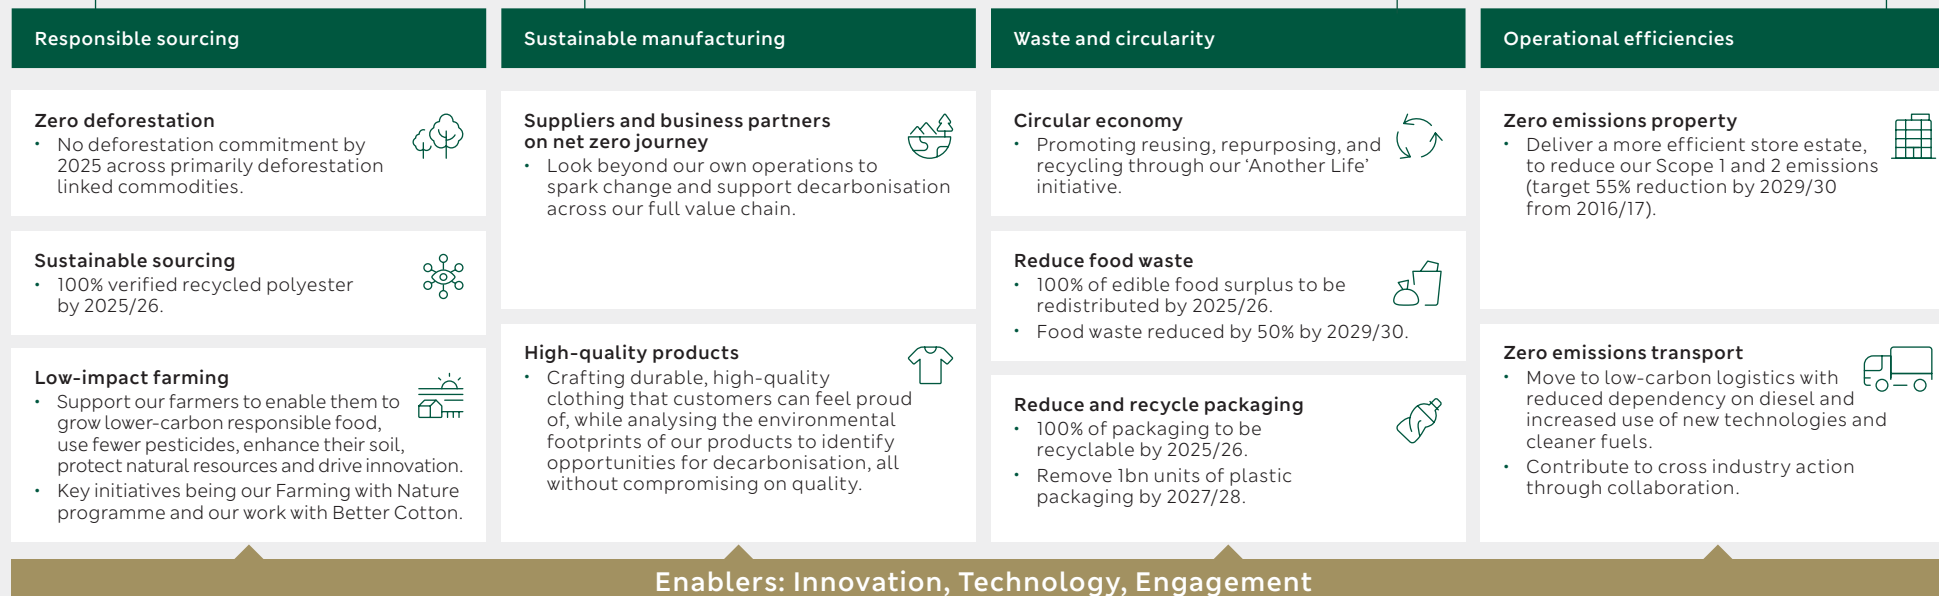 Responsible sourcing
Zero deforestation
• No deforestation commitment by
2025 across primarily deforestation
linked commodities.
Sustainable sourcing
• 100% verified recycled polyester
by 2025/26.
Low-impact farming
• Support our farmers to enable them to
grow lower-carbon responsible food,
use fewer pesticides, enhance their soil,
protect natural resources and drive innovation.
• Key initiatives being our Farming with Nature
programme and our work with Better Cotton.
Sustainable manufacturing
Suppliers and business partners
on net zero journey
• Look beyond our own operations to
spark change and support decarbonisation
across our full value chain.
High-quality products
• Crafting durable, high-quality
clothing that customers can feel proud
of, while analysing the environmental
footprints of our products to identify
opportunities for decarbonisation, all
without compromising on quality.
Waste and circularity
Circular economy
• Promoting reusing, repurposing, and
recycling through our ‘Another Life’
initiative.
Reduce food waste
• 100% of edible food surplus to be
redistributed by 2025/26.
• Food waste reduced by 50% by 2029/30.
Reduce and recycle packaging
• 100% of packaging to be
recyclable by 2025/26.
• Remove 1bn units of plastic
packaging by 2027/28.
Operational efficiencies
Zero emissions property
• Deliver a more efficient store estate,
to reduce our Scope 1 and 2 emissions
(target 55% reduction by 2029/30
from 2016/17).
Zero emissions transport
• Move to low-carbon logistics with
reduced dependency on diesel and
increased use of new technologies and
cleaner fuels.
• Contribute to cross industry action
through collaboration.
Enablers: Innovation, Technology, Engagement